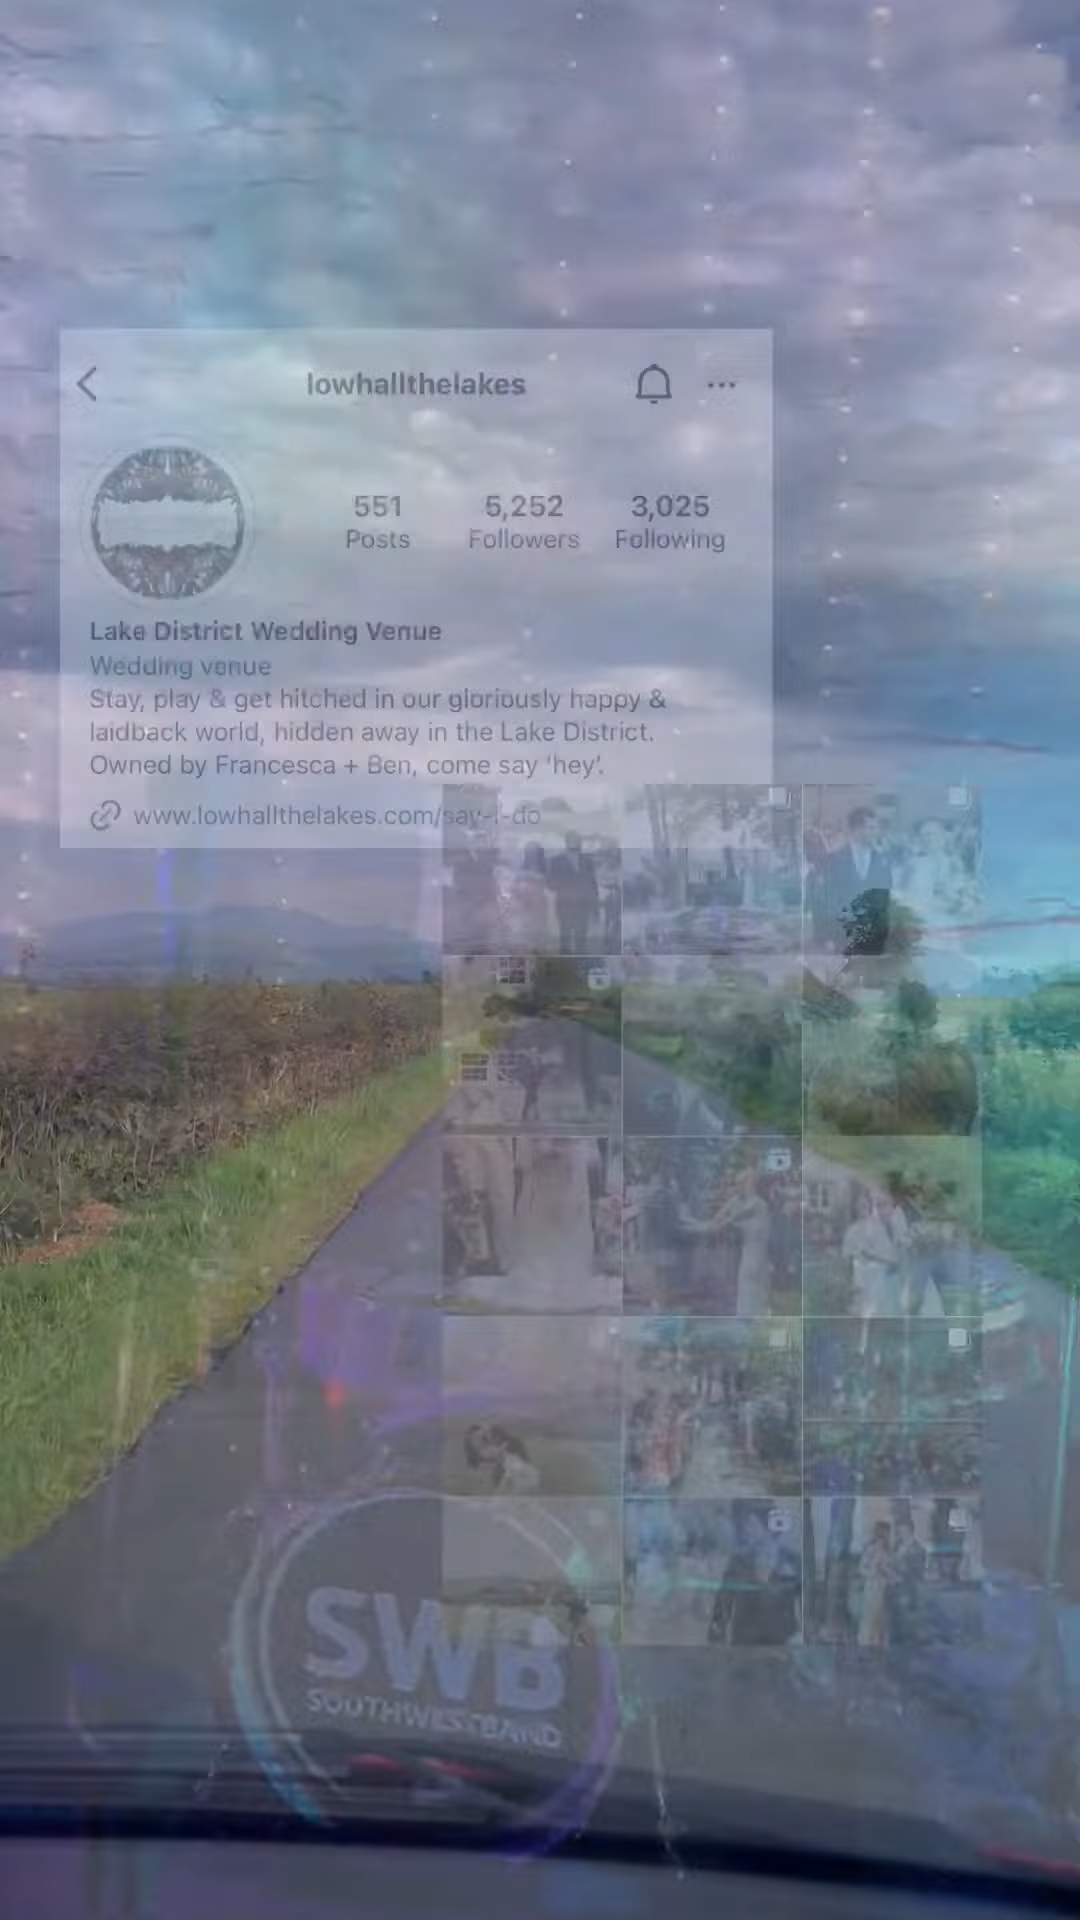 lowhallthelakes
551
5,252
3,025
Posts
Followers
Following
Lake District Wedding Venue
Wedding venue
Stay, play & get hitched in our gloriously happy &
laidback world, hidden away in the Lake District.
Owned by Francesca + Ben, come say 'hey'.
www.lowhallthelakes.com/say-i-do
SWB
SOUTHWESTBAND